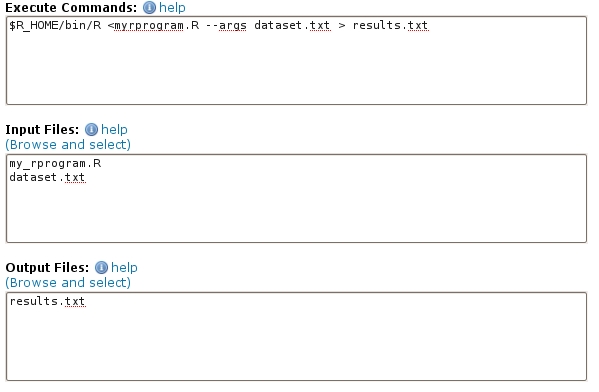 Execute Commands: i help
$R_HOME/bin/R <myrprogram.R --args dataset.txt > results.txt
Input Files: i help
(Browse and select)
my_rprogram.R
dataset.txt
Output Files: i help
(Browse and select)
results.txt